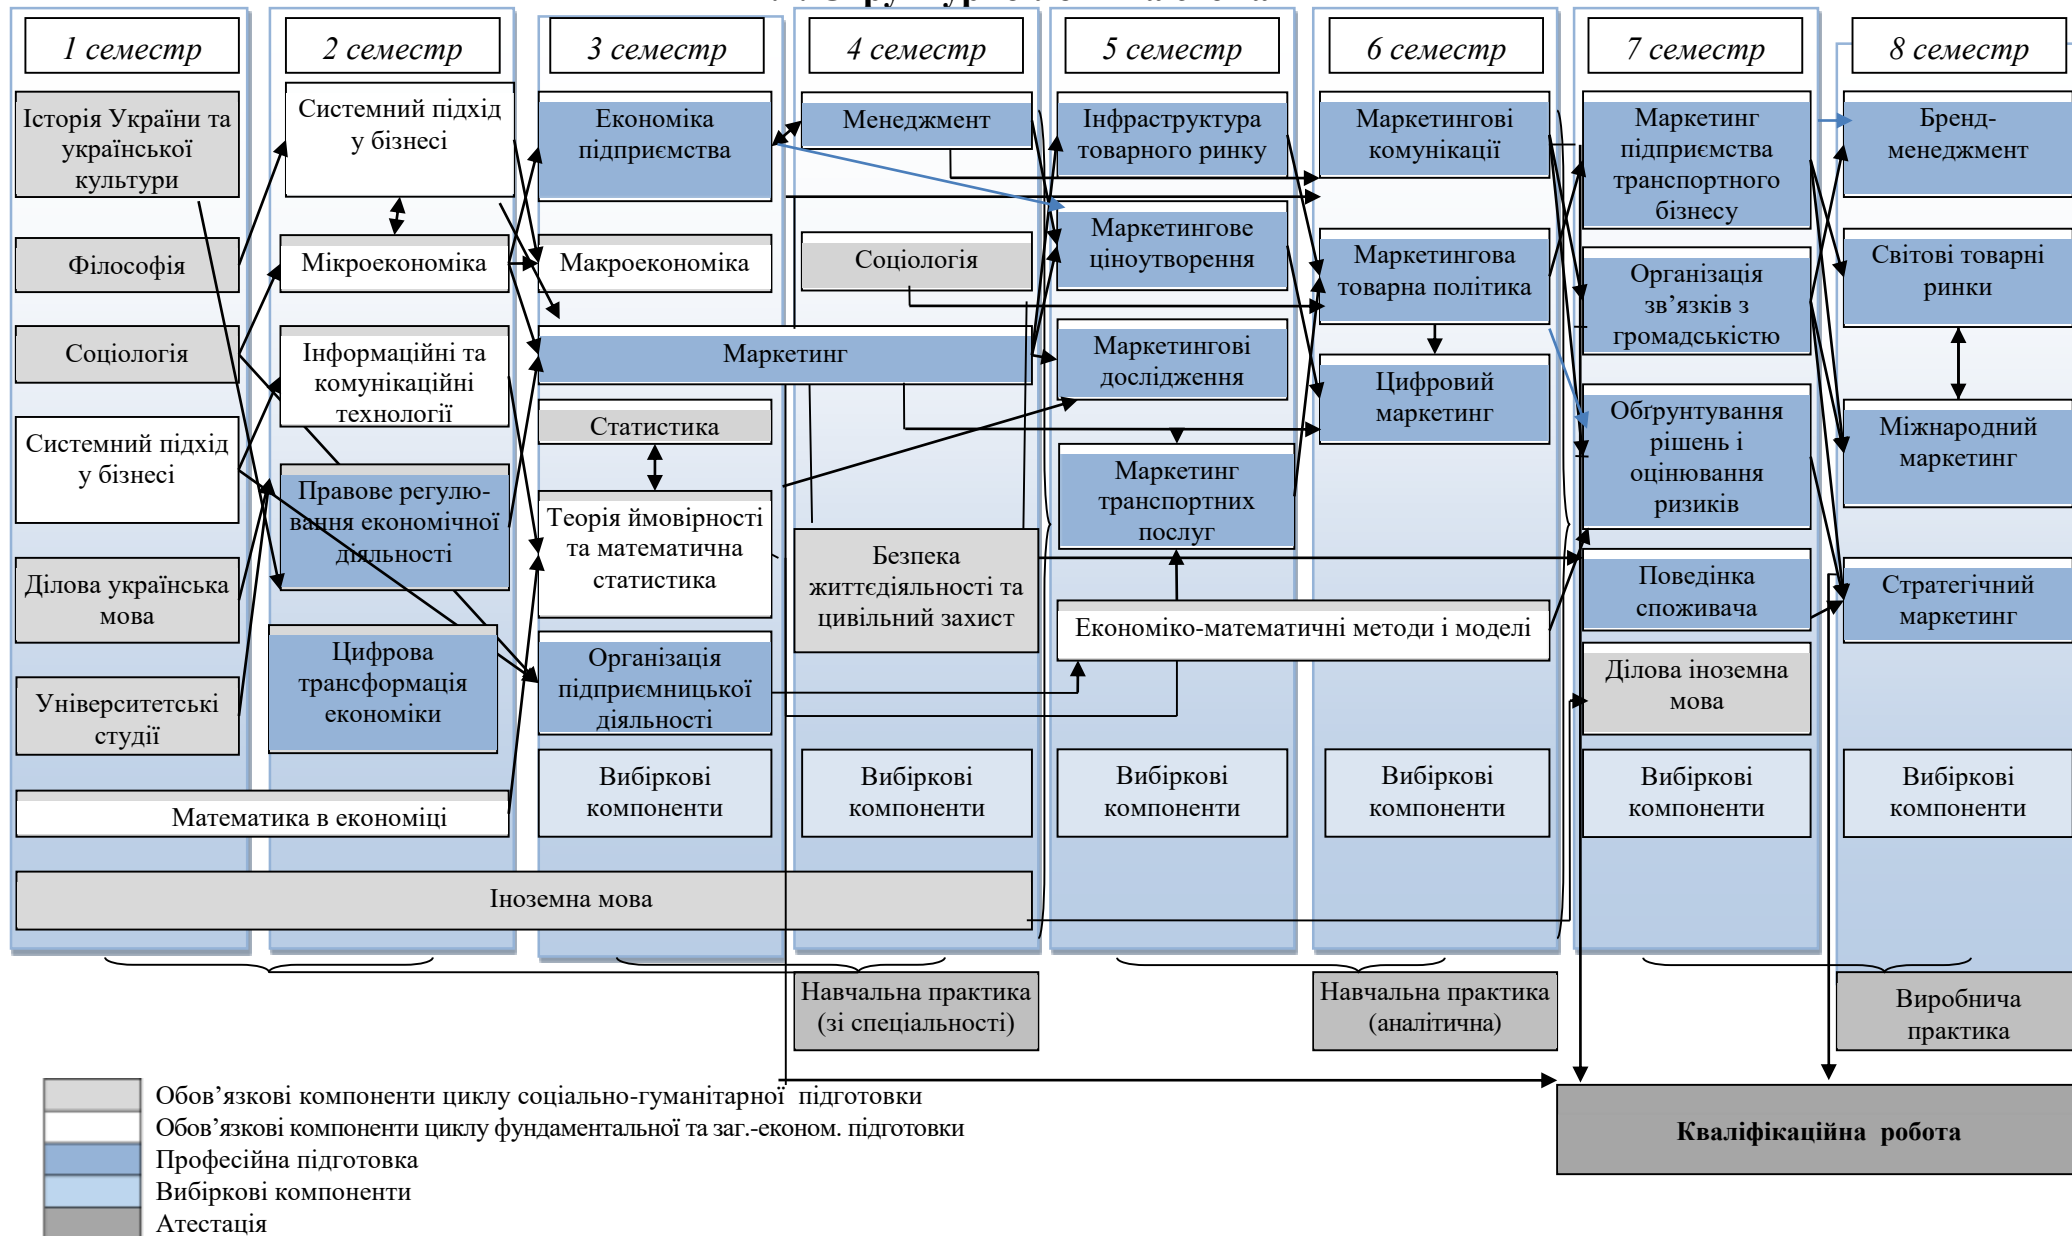 1 семестр
2 семестр
3 семестр
4 семестр
5 семестр
6 семестр
7 семестр
8 семестр
Історія України та
української
культури
Філософія
Соціологія
Системний підхід
у бізнесі
Ділова українська
мова
Університетські
студії
Математика в економіці
Іноземна мова
Системний підхід
у бізнесі
Мікроекономіка
Інформаційні та
комунікаційні
технології
Правове регулю-
вання економічної
діяльності
Цифрова
трансформація
економіки
Економіка
підприємства
Макроекономіка
Маркетинг
Статистика
Теорія ймовірності
та математична
статистика
Організація
підприємницької
діяльності
Вибіркові
компоненти
Менеджмент
Соціологія
Безпека
життєдіяльності та
цивільний захист
Вибіркові
компоненти
Інфраструктура
товарного ринку
Маркетингове
ціноутворення
Маркетингові
дослідження
Маркетинг
транспортних
послуг
Економіко-математичні методи і моделі
Вибіркові
компоненти
Маркетингові
комунікації
Маркетингова
товарна політика
Цифровий
маркетинг
Вибіркові
компоненти
Маркетинг
підприємства
транспортного
бізнесу
Організація
зв’язків з
громадськістю
Обґрунтування
рішень і
оцінювання
ризиків
Поведінка
споживача
Ділова іноземна
мова
Вибіркові
компоненти
Бренд-
менеджмент
Світові товарні
ринки
Міжнародний
маркетинг
Стратегічний
маркетинг
Вибіркові
компоненти
Навчальна практика
(зі спеціальності)
Навчальна практика
(аналітична)
Виробнича
практика
Обов’язкові компоненти циклу соціально-гуманітарної підготовки
Обов’язкові компоненти циклу фундаментальної та заг.-економ. підготовки
Професійна підготовка
Вибіркові компоненти
Атестація
Кваліфікаційна робота